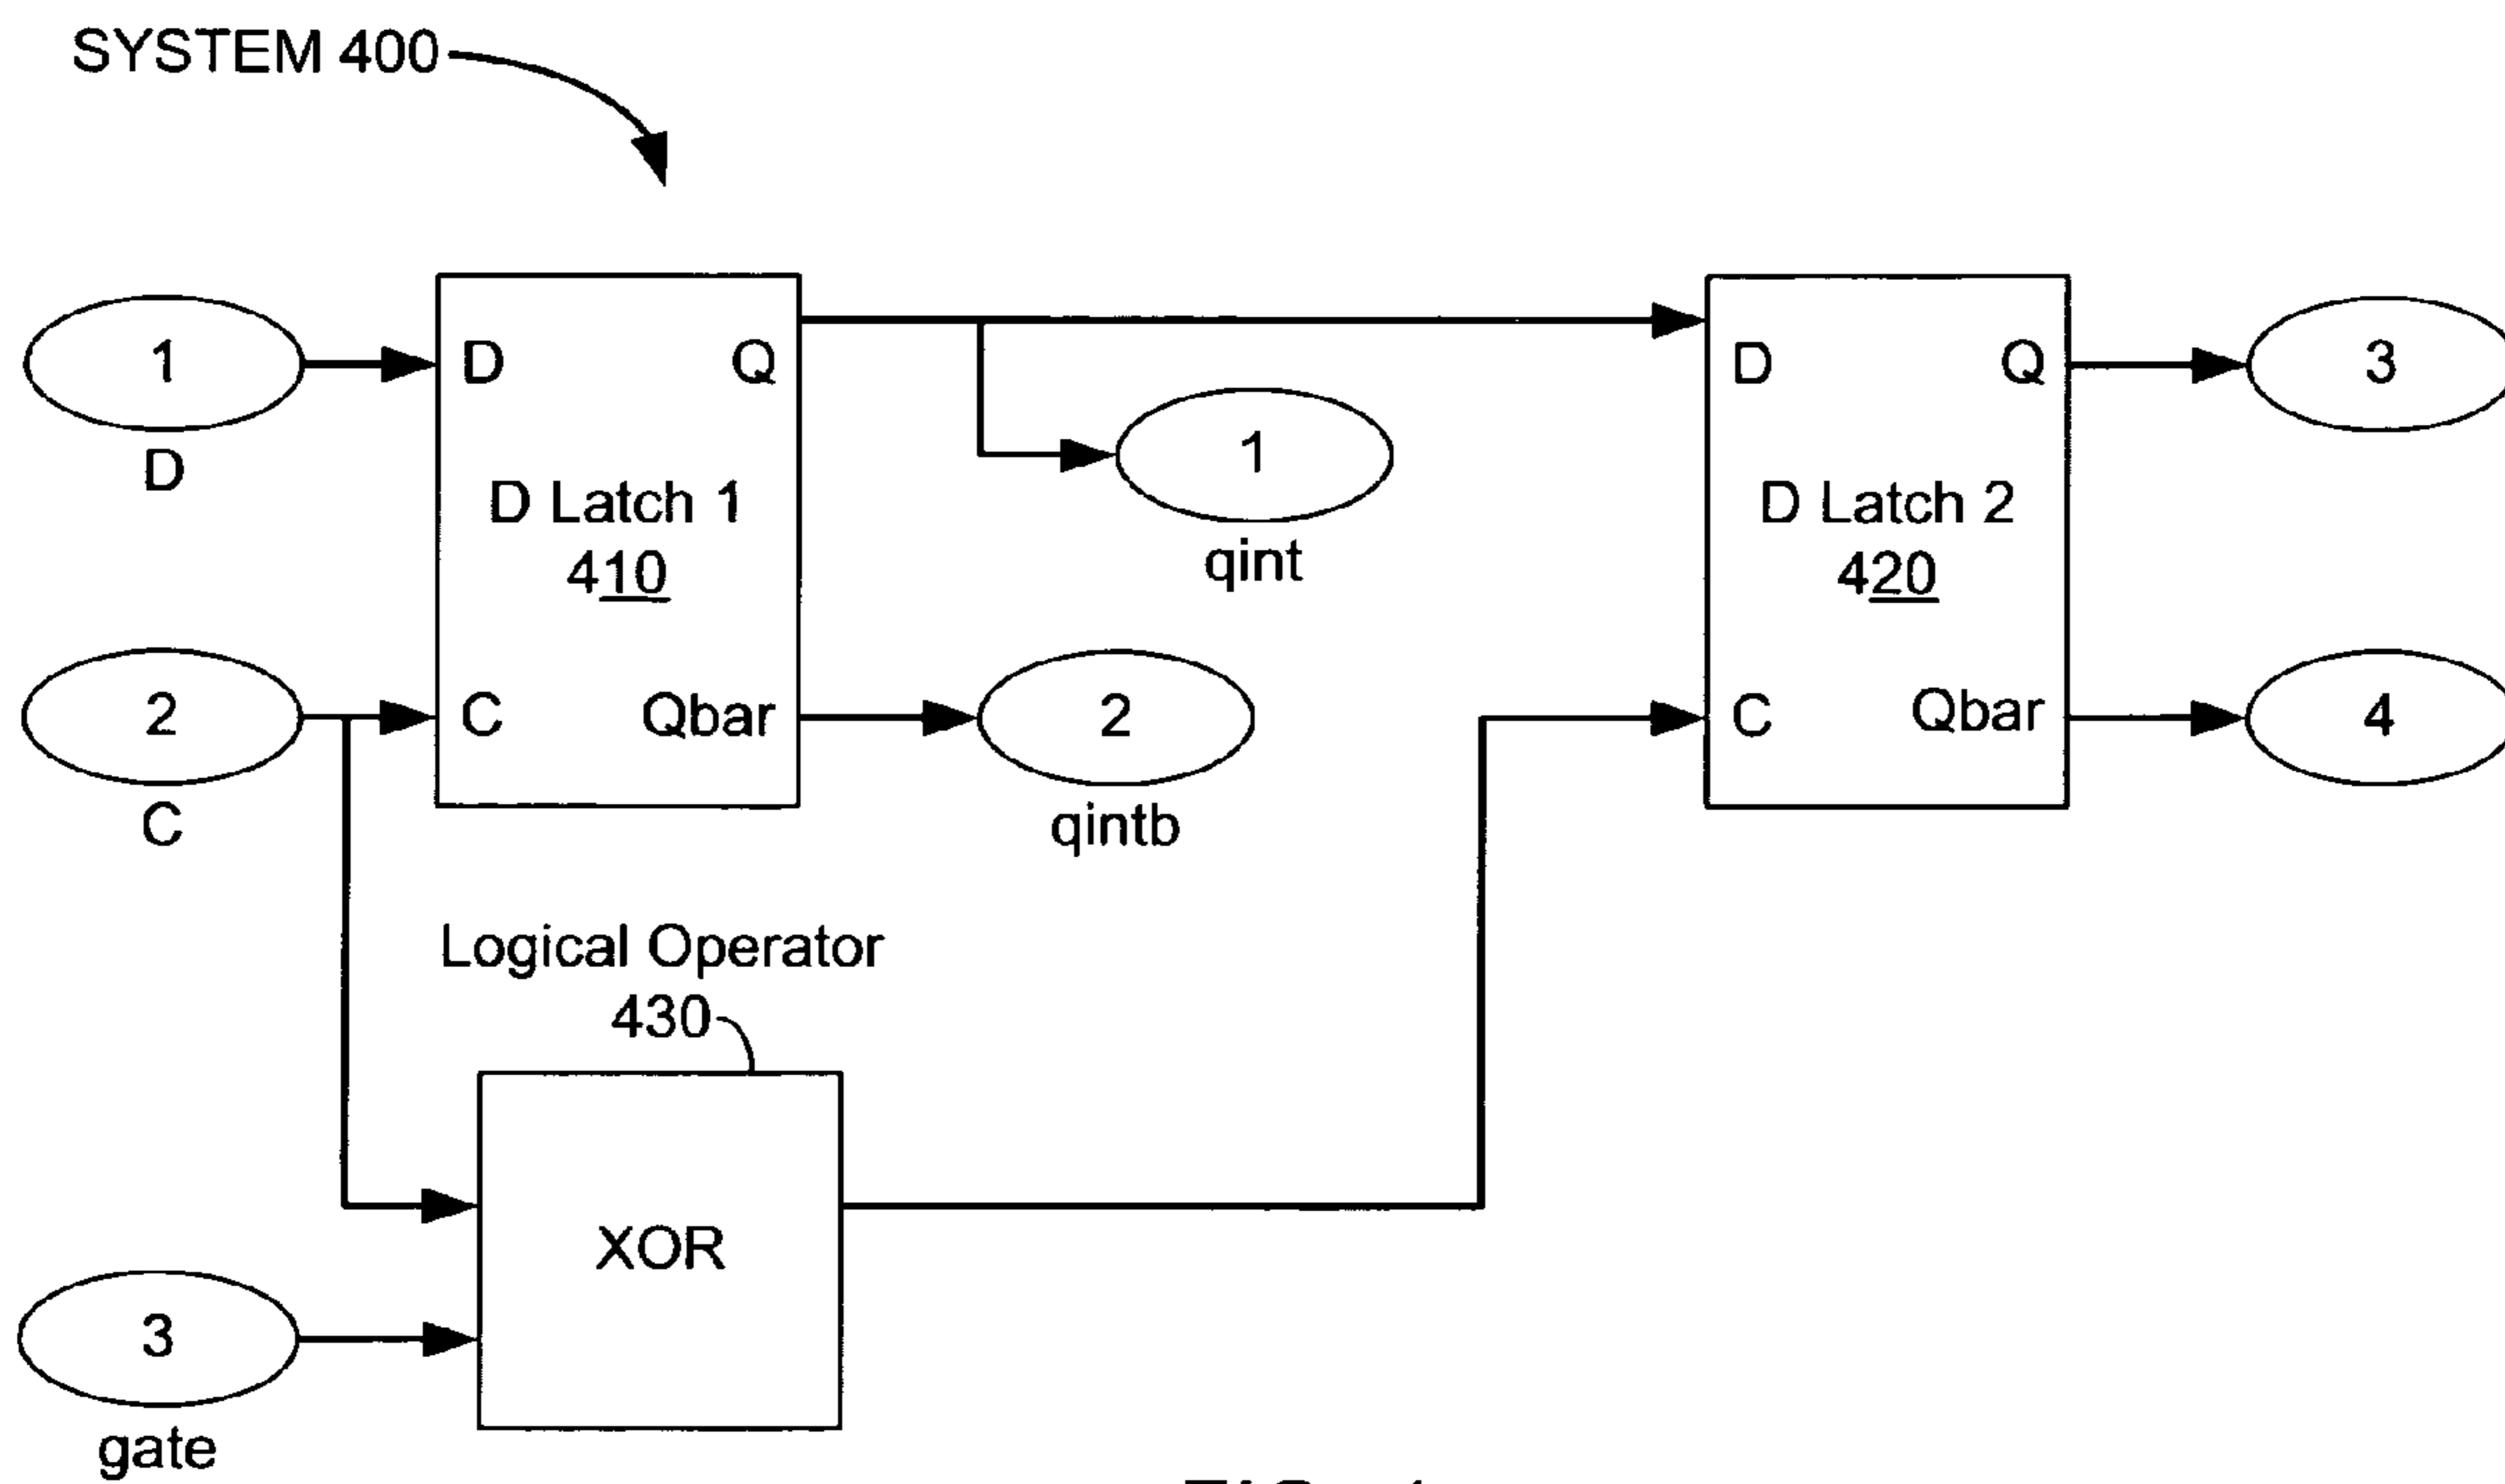 SYSTEM 400
1
D
2
C
3
gate
D
Q
D Latch 1
410
C
Qbar
1
qint
2
qintb
Logical Operator
430
XOR
D
Q
D Latch 2
420
C
Qbar
3
4